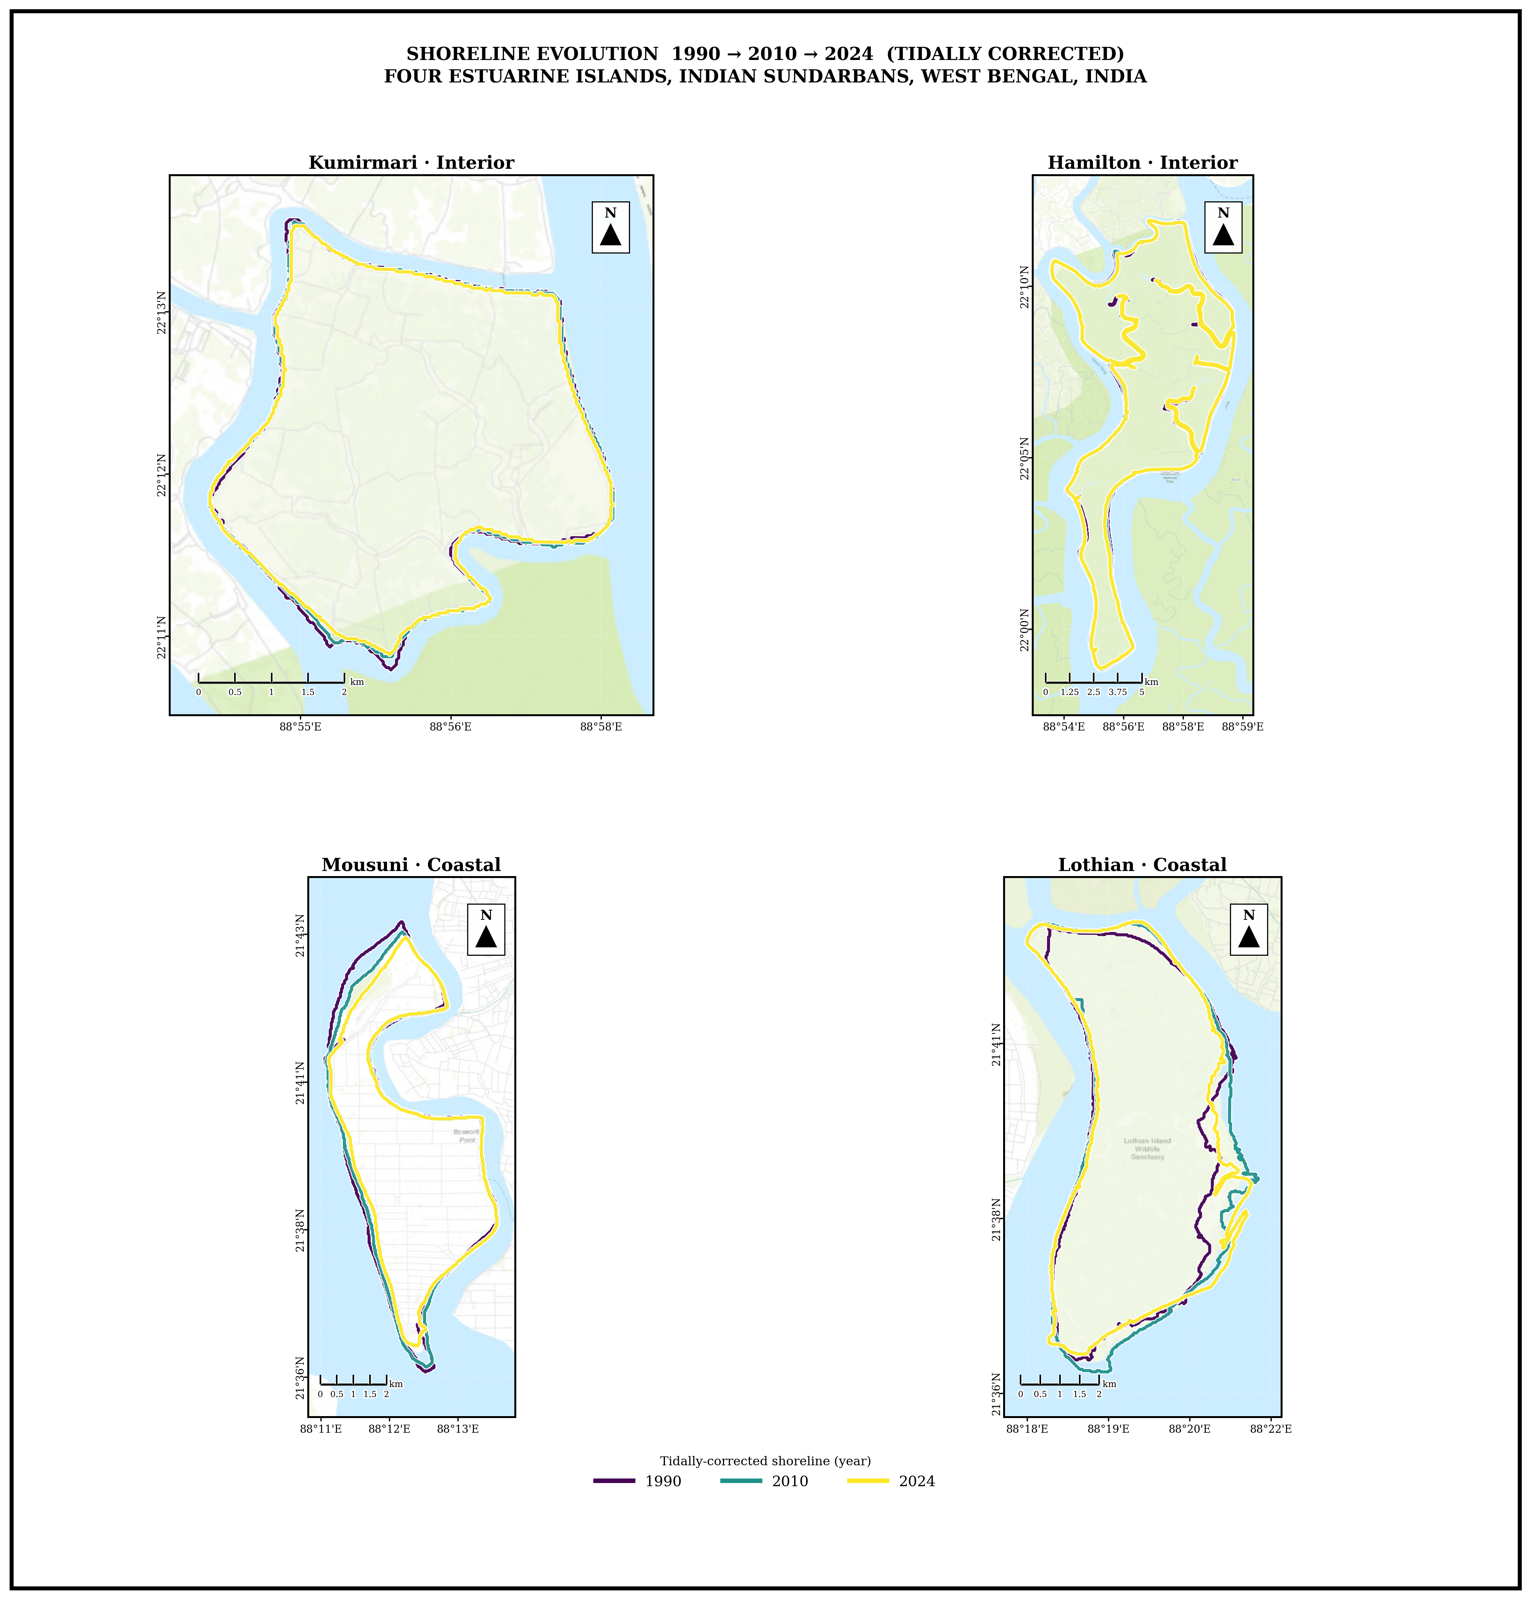 SHORELINE EVOLUTION  1990 → 2010 → 2024  (TIDALLY CORRECTED)
FOUR ESTUARINE ISLANDS, INDIAN SUNDARBANS, WEST BENGAL, INDIA
Kumirmari · Interior
N
22°13'N
22°12'N
22°11'N
0 0.5 1 1.5 2 km
88°55'E 88°56'E 88°58'E
Hamilton · Interior
N
22°10'N
22°05'N
22°00'N
National
Park
0 1.25 2.5 3.75 5 km
88°54'E 88°56'E 88°58'E 88°59'E
Mousuni · Coastal
N
21°43'N
21°41'N
21°38'N
21°36'N
Point
0 0.5 1 1.5 2 km
88°11'E 88°12'E 88°13'E
Lothian · Coastal
N
21°41'N
21°38'N
21°36'N
Lothian Island
Wildlife
Sanctuary
0 0.5 1 1.5 2 km
88°18'E 88°19'E 88°20'E 88°22'E
Tidally-corrected shoreline (year)
1990 2010 2024